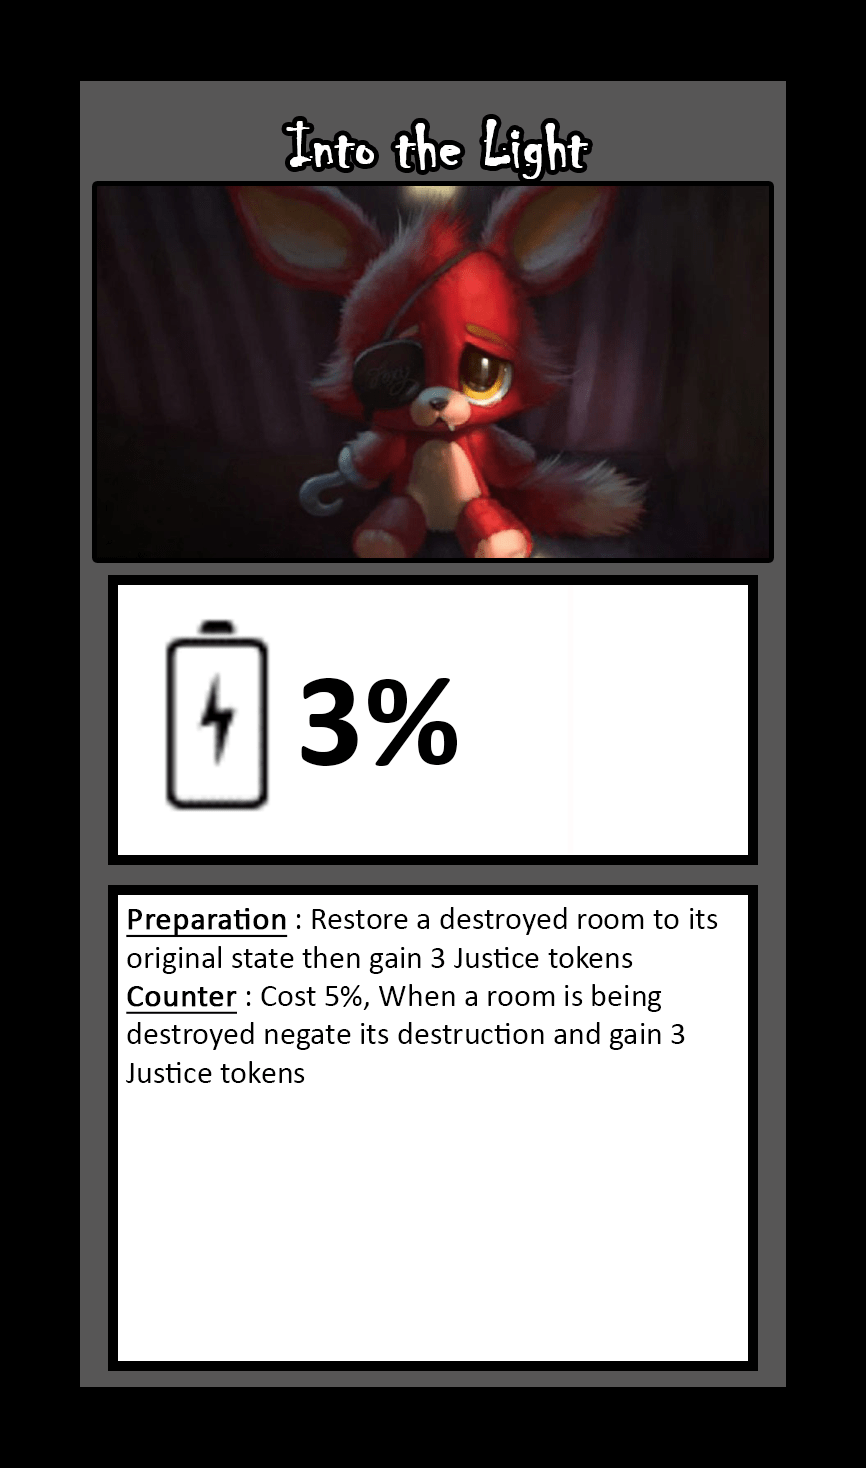 Into the Light
3%
Preparation : Restore a destroyed room to its
original state then gain 3 Justice tokens
Counter : Cost 5%, When a room is being
destroyed negate its destruction and gain 3
Justice tokens